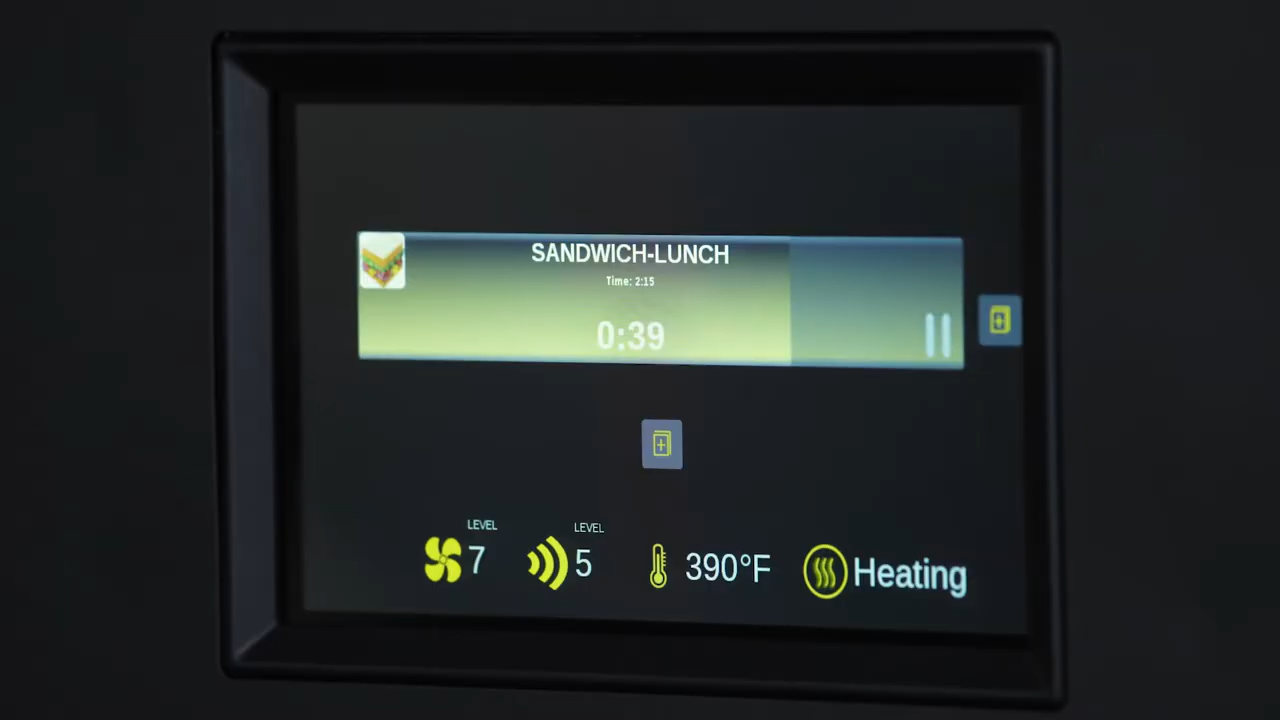 SANDWICH-LUNCH
Time: 2:15
0:39
LEVEL
7
LEVEL
5
390°F
Heating